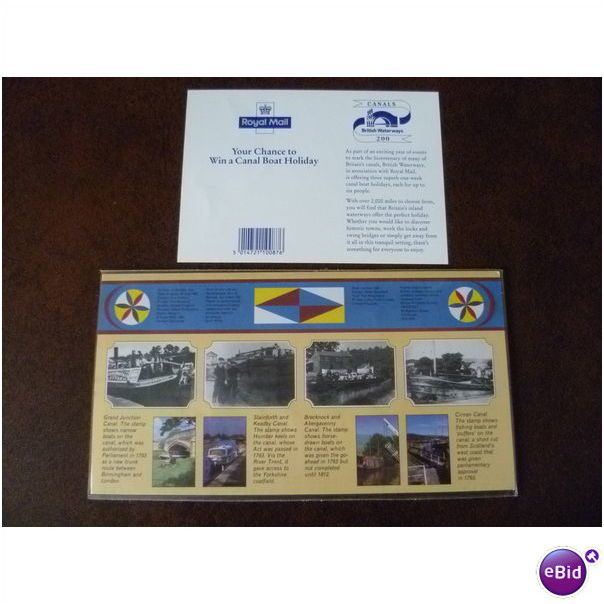 CANALS
British Waterways
200
Royal Mail
Your Chance to
Win a Canal Boat Holiday
As part of an exciting year of events
to mark the bicentenary of many of
Britain's canals, British Waterways,
in association with Royal Mail,
is offering three superb one-week
canal boat holidays, each for up to
six people.
With over 2,000 miles to choose from,
you will find that Britain's inland
waterways offer the perfect holiday.
Whether you would like to discover
historic towns, work the locks and
swing bridges or simply get away from
it all in this tranquil setting, there's
something for everyone to enjoy.
5 014721 100876
Grand Junction
Canal. The stamp
shows narrow
boats on the
canal, which was
authorised by
Parliament in 1793
as a new trunk
route between
Birmingham and
London.
Stainforth and
Keadby Canal.
The stamp shows
Humber keels on
the canal, whose
Act was passed in
1793. Via the
River Trent, it
gave access to
the Yorkshire
coalfield.
Brecknock and
Abergavenny
Canal. The stamp
shows horse-
drawn boats on
the canal, which
was given the go-
ahead in 1793 but
not completed
until 1812.
Crinan Canal.
The stamp shows
fishing boats and
'puffers' on the
canal, a short cut
from Scotland's
west coast that
was given
parliamentary
approval
in 1793.
eBid